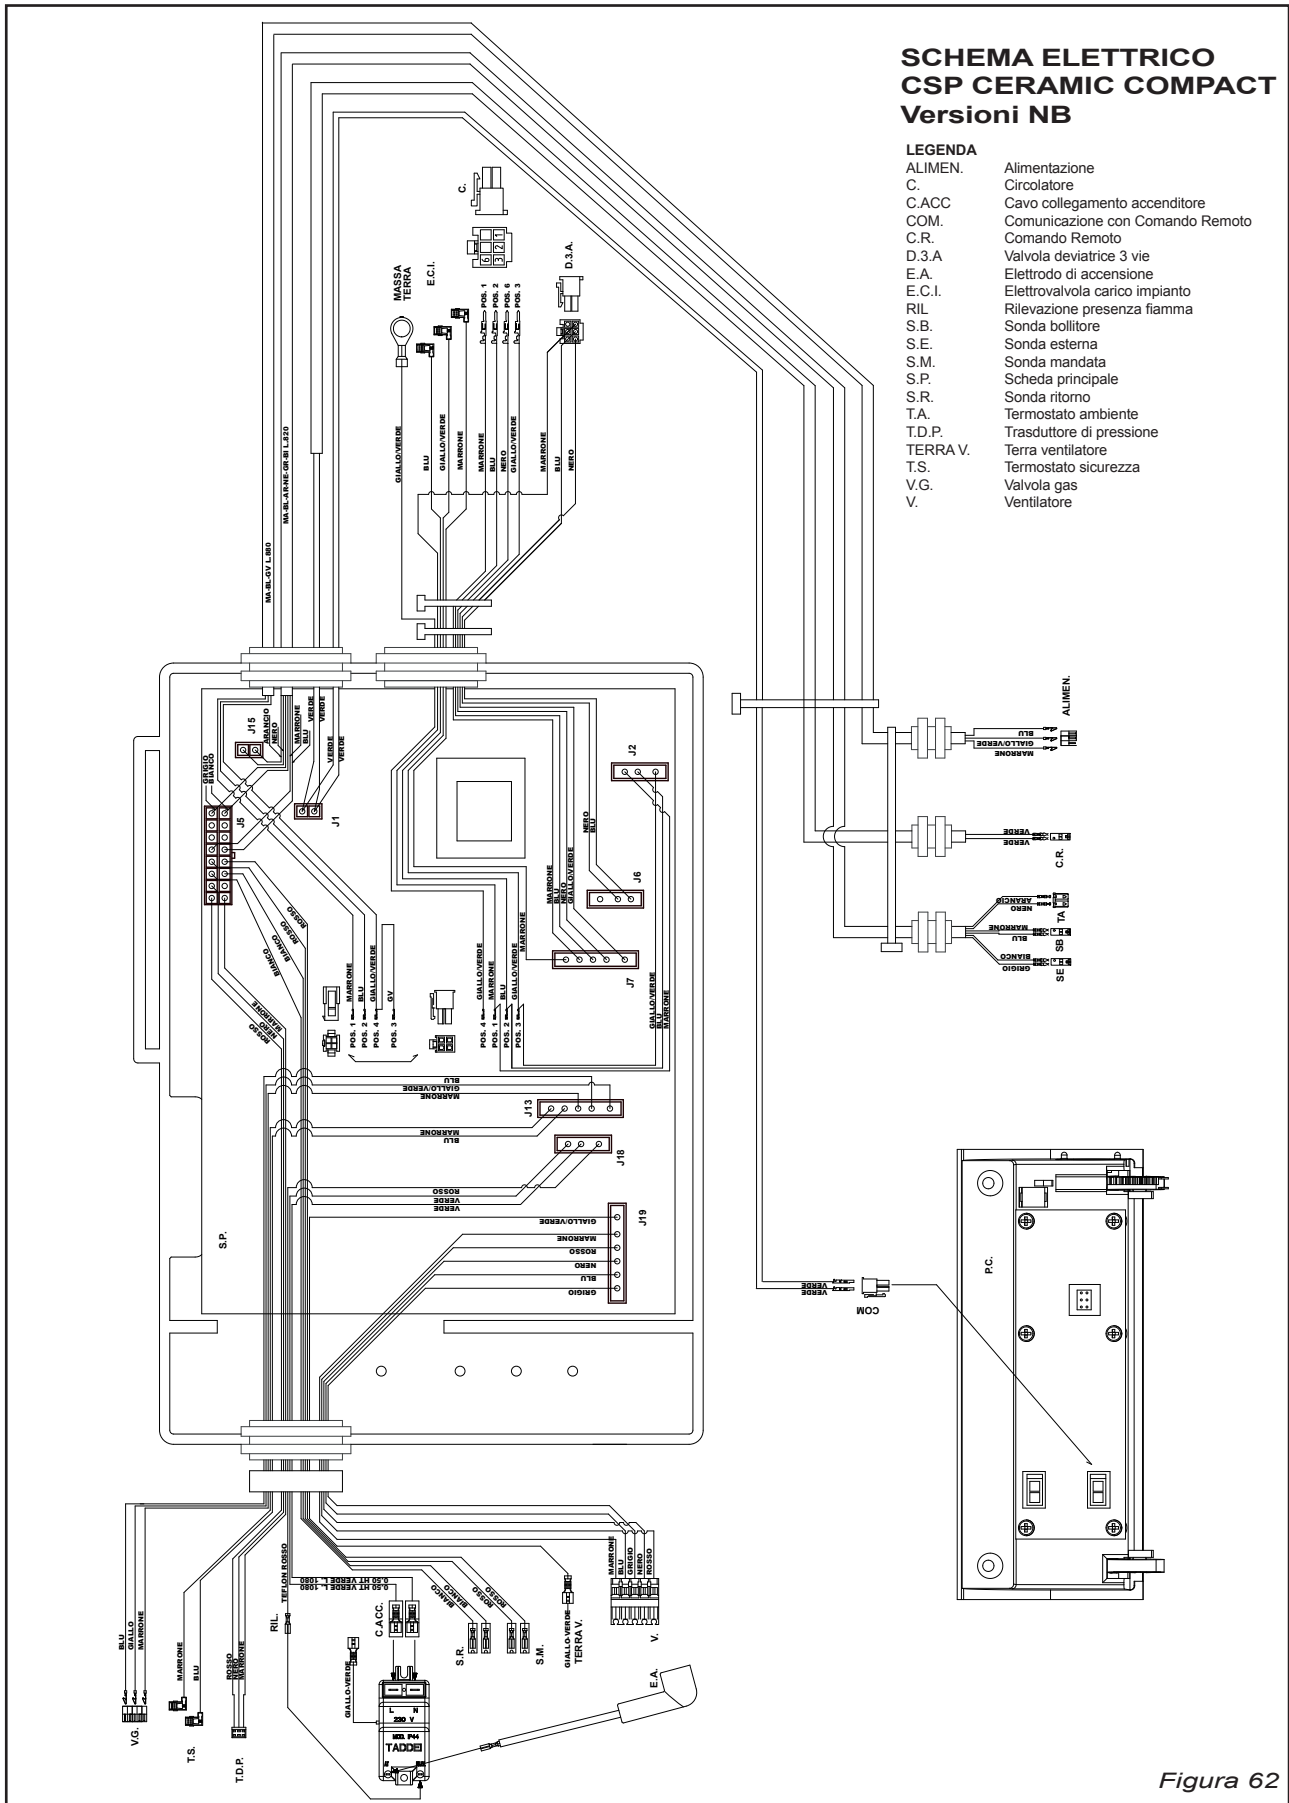 SCHEMA ELETTRICO
CSP CERAMIC COMPACT
Versioni NB
LEGENDA
ALIMEN. Alimentazione
C. Circolatore
C.ACC Cavo collegamento accenditore
COM. Comunicazione con Comando Remoto
C.R. Comando Remoto
D.3.A Valvola deviatrice 3 vie
E.A. Elettrodo di accensione
E.C.I. Elettrovalvola carico impianto
RIL Rilevazione presenza fiamma
S.B. Sonda bollitore
S.E. Sonda esterna
S.M. Sonda mandata
S.P. Scheda principale
S.R. Sonda ritorno
T.A. Termostato ambiente
T.D.P. Trasduttore di pressione
TERRA V. Terra ventilatore
T.S. Termostato sicurezza
V.G. Valvola gas
V. Ventilatore
MA-BL-GV L.880
MA-BL-AR-NE-GR-BI L.820
MASSA
TERRA
E.C.I.
C.
6
3
2
1
D.3.A.
POS. 1
POS. 2
POS. 6
POS. 3
GIALLO/VERDE
BLU
GIALLO/VERDE
MARRONE
MARRONE
BLU
NERO
GIALLO/VERDE
MARRONE
BLU
NERO
GRIGIO
BIANCO
J15
ARANCIO
NERO
MARRONE
BLU
VERDE
VERDE
VERDE
VERDE
J5
J1
J2
NERO
BLU
J6
MARRONE
BLU
NERO
GIALLO/VERDE
J7
ROSSO
ROSSO
BIANCO
BIANCO
MARRONE
NERO
ROSSO
MARRONE
BLU
GIALLO/VERDE
GV
POS. 1
POS. 2
POS. 4
POS. 3
GIALLO/VERDE
MARRONE
BLU
GIALLO/VERDE
MARRONE
POS. 4
POS. 1
POS. 2
POS. 3
GIALLO/VERDE
BLU
MARRONE
BLU
GIALLO/VERDE
MARRONE
J13
MARRONE
BLU
J18
ROSSO
VERDE
VERDE
S.P.
J19
GIALLO/VERDE
MARRONE
ROSSO
NERO
BLU
GRIGIO
ALIMEN.
BLU
GIALLO/VERDE
MARRONE
VERDE
VERDE
C.R.
ARANCIO
NERO
TA
MARRONE
BLU
SB
BIANCO
GRIGIO
SE
VERDE
VERDE
COM
P.C.
BLU
GIALLO
MARRONE
V.G.
MARRONE
BLU
T.S.
ROSSO
NERO
MARRONE
T.D.P.
RIL.
TEFLON ROSSO
0.50 HT VERDE L. 1080
0.50 HT VERDE L. 1080
C.ACC.
GIALLO-VERDE
BIANCO
BIANCO
ROSSO
ROSSO
S.R.
S.M.
GIALLO-VERDE
TERRA V.
MARRONE
BLU
GRIGIO
NERO
ROSSO
V.
E.A.
L N
230 V
MOD. P44
TADDEI
Figura 62